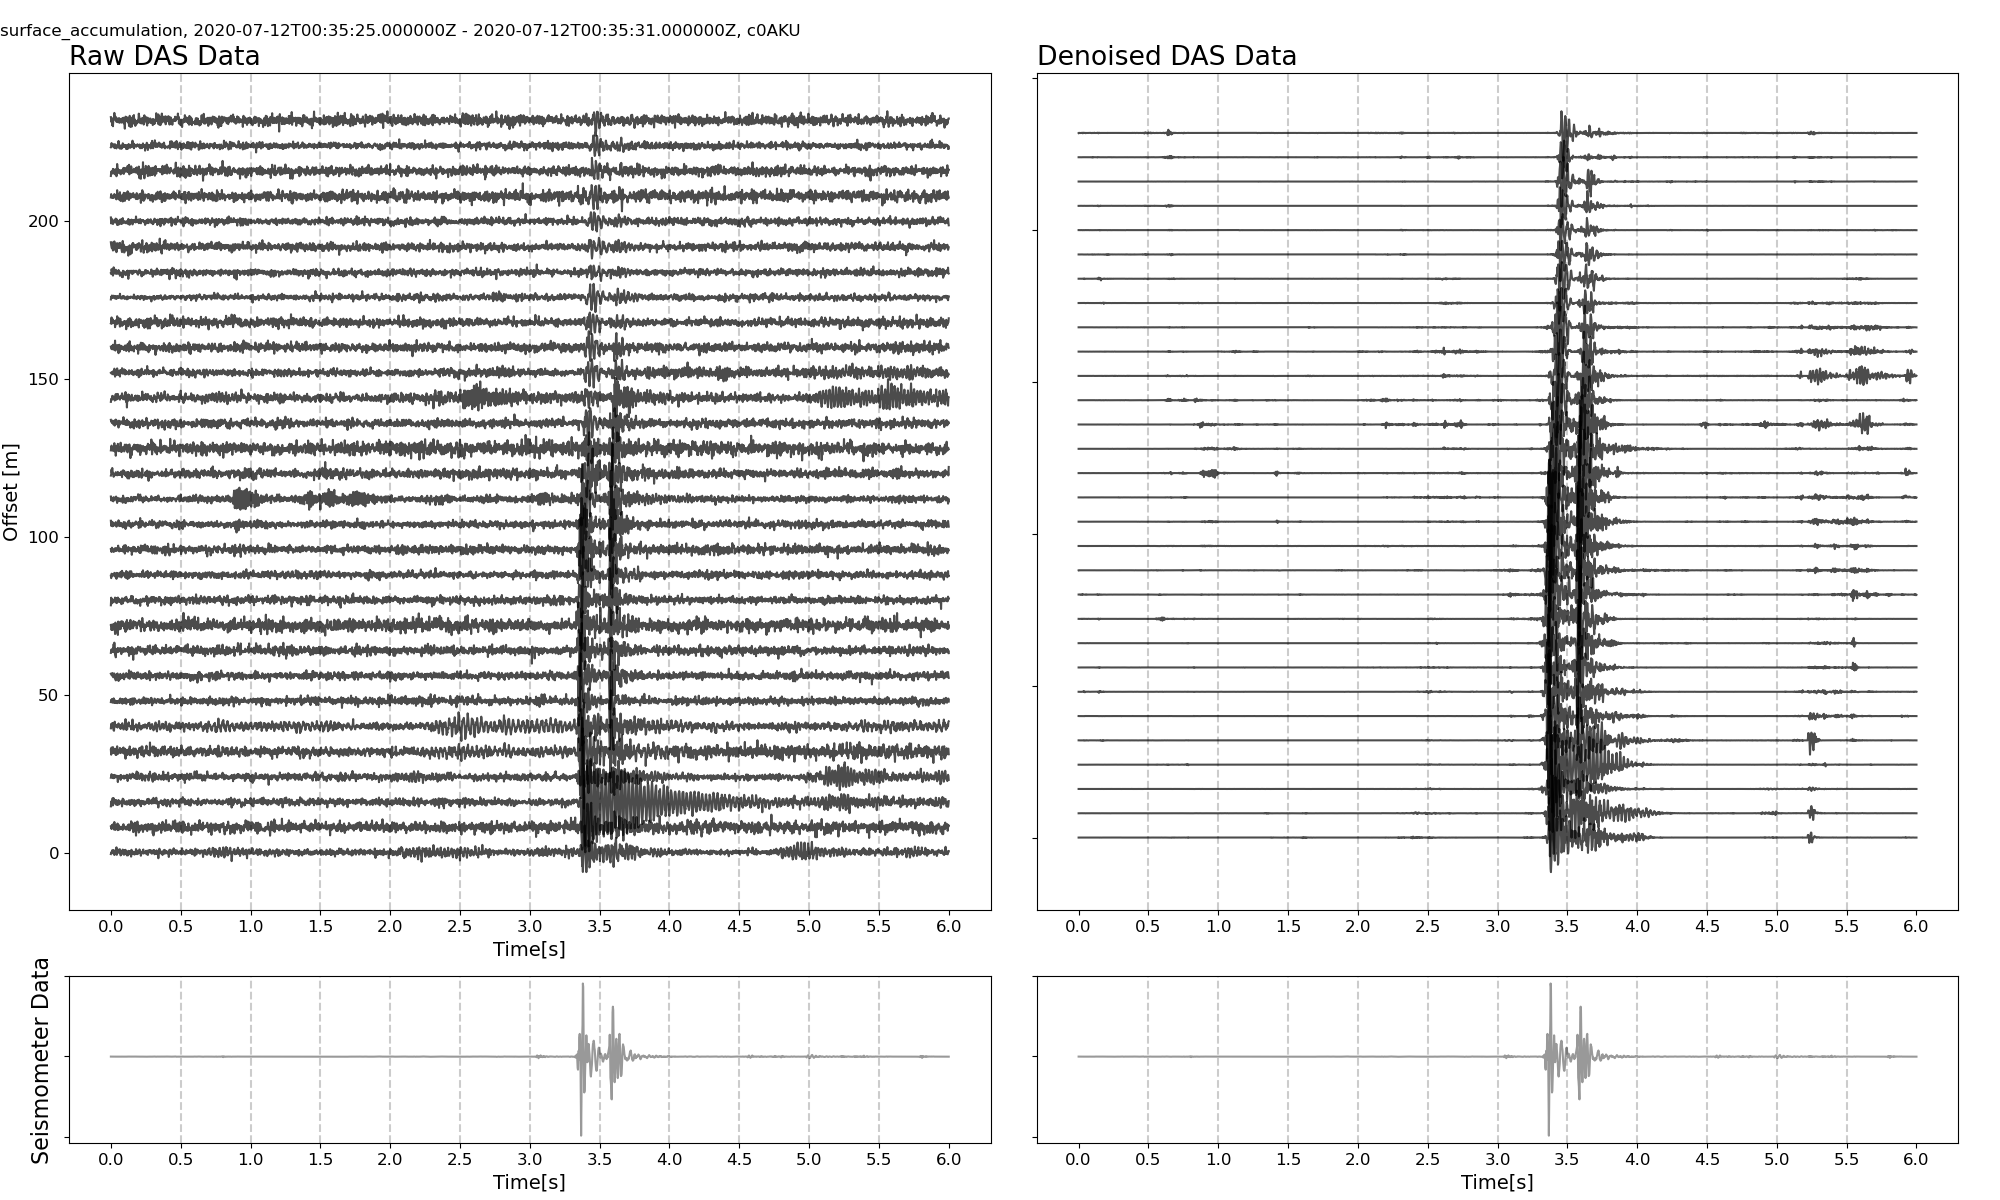 surface_accumulation, 2020-07-12T00:35:25.000000Z - 2020-07-12T00:35:31.000000Z, c0AKU
Raw DAS Data
Denoised DAS Data
Offset [m]
200
150
100
50
0
0.0 0.5 1.0 1.5 2.0 2.5 3.0 3.5 4.0 4.5 5.0 5.5 6.0
Time[s]
0.0 0.5 1.0 1.5 2.0 2.5 3.0 3.5 4.0 4.5 5.0 5.5 6.0
Seismometer Data
0.0 0.5 1.0 1.5 2.0 2.5 3.0 3.5 4.0 4.5 5.0 5.5 6.0
Time[s]
0.0 0.5 1.0 1.5 2.0 2.5 3.0 3.5 4.0 4.5 5.0 5.5 6.0
Time[s]